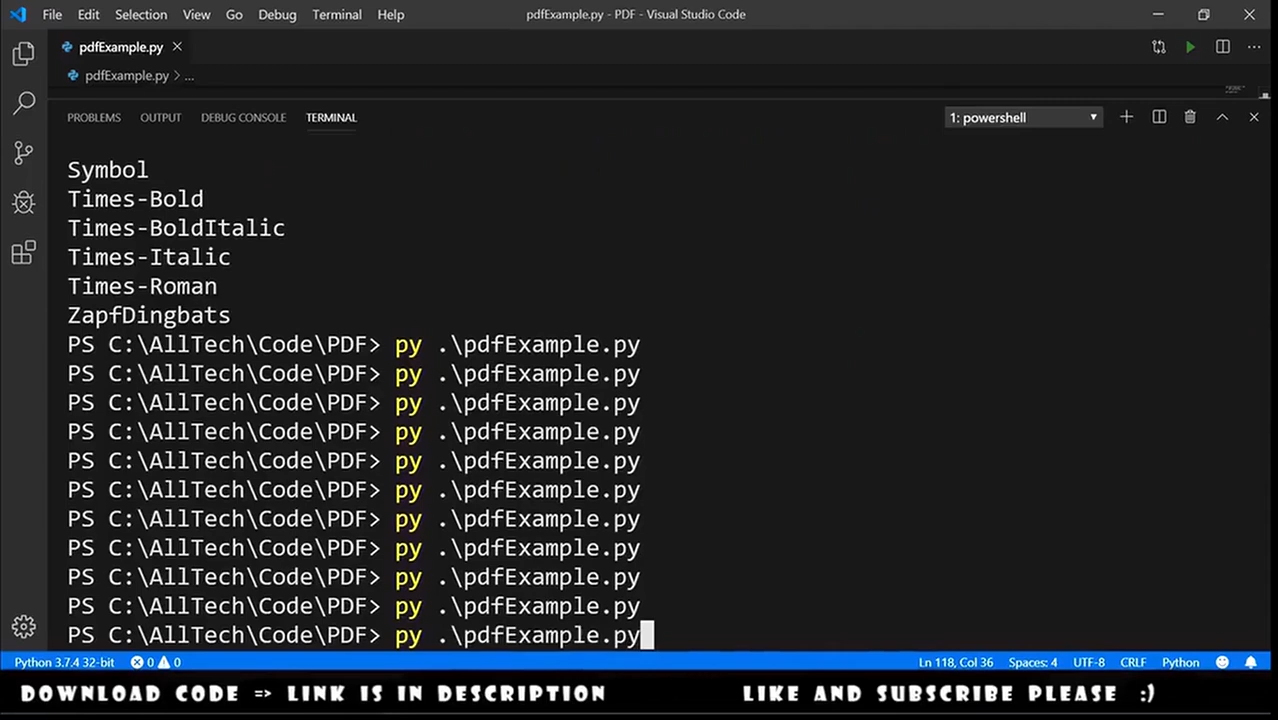 File Edit Selection View Go Debug Terminal Help pdfExample.py - PDF - Visual Studio Code
pdfExample.py
pdfExample.py > ...
PROBLEMS OUTPUT DEBUG CONSOLE TERMINAL 1: powershell
Symbol
Times-Bold
Times-BoldItalic
Times-Italic
Times-Roman
ZapfDingbats
PS C:\AllTech\Code\PDF> py .\pdfExample.py
PS C:\AllTech\Code\PDF> py .\pdfExample.py
PS C:\AllTech\Code\PDF> py .\pdfExample.py
PS C:\AllTech\Code\PDF> py .\pdfExample.py
PS C:\AllTech\Code\PDF> py .\pdfExample.py
PS C:\AllTech\Code\PDF> py .\pdfExample.py
PS C:\AllTech\Code\PDF> py .\pdfExample.py
PS C:\AllTech\Code\PDF> py .\pdfExample.py
PS C:\AllTech\Code\PDF> py .\pdfExample.py
PS C:\AllTech\Code\PDF> py .\pdfExample.py
PS C:\AllTech\Code\PDF> py .\pdfExample.py
Python 3.7.4 32-bit 0 0 Ln 118, Col 36 Spaces: 4 UTF-8 CRLF Python
DOWNLOAD CODE => LINK IS IN DESCRIPTION LIKE AND SUBSCRIBE PLEASE :)